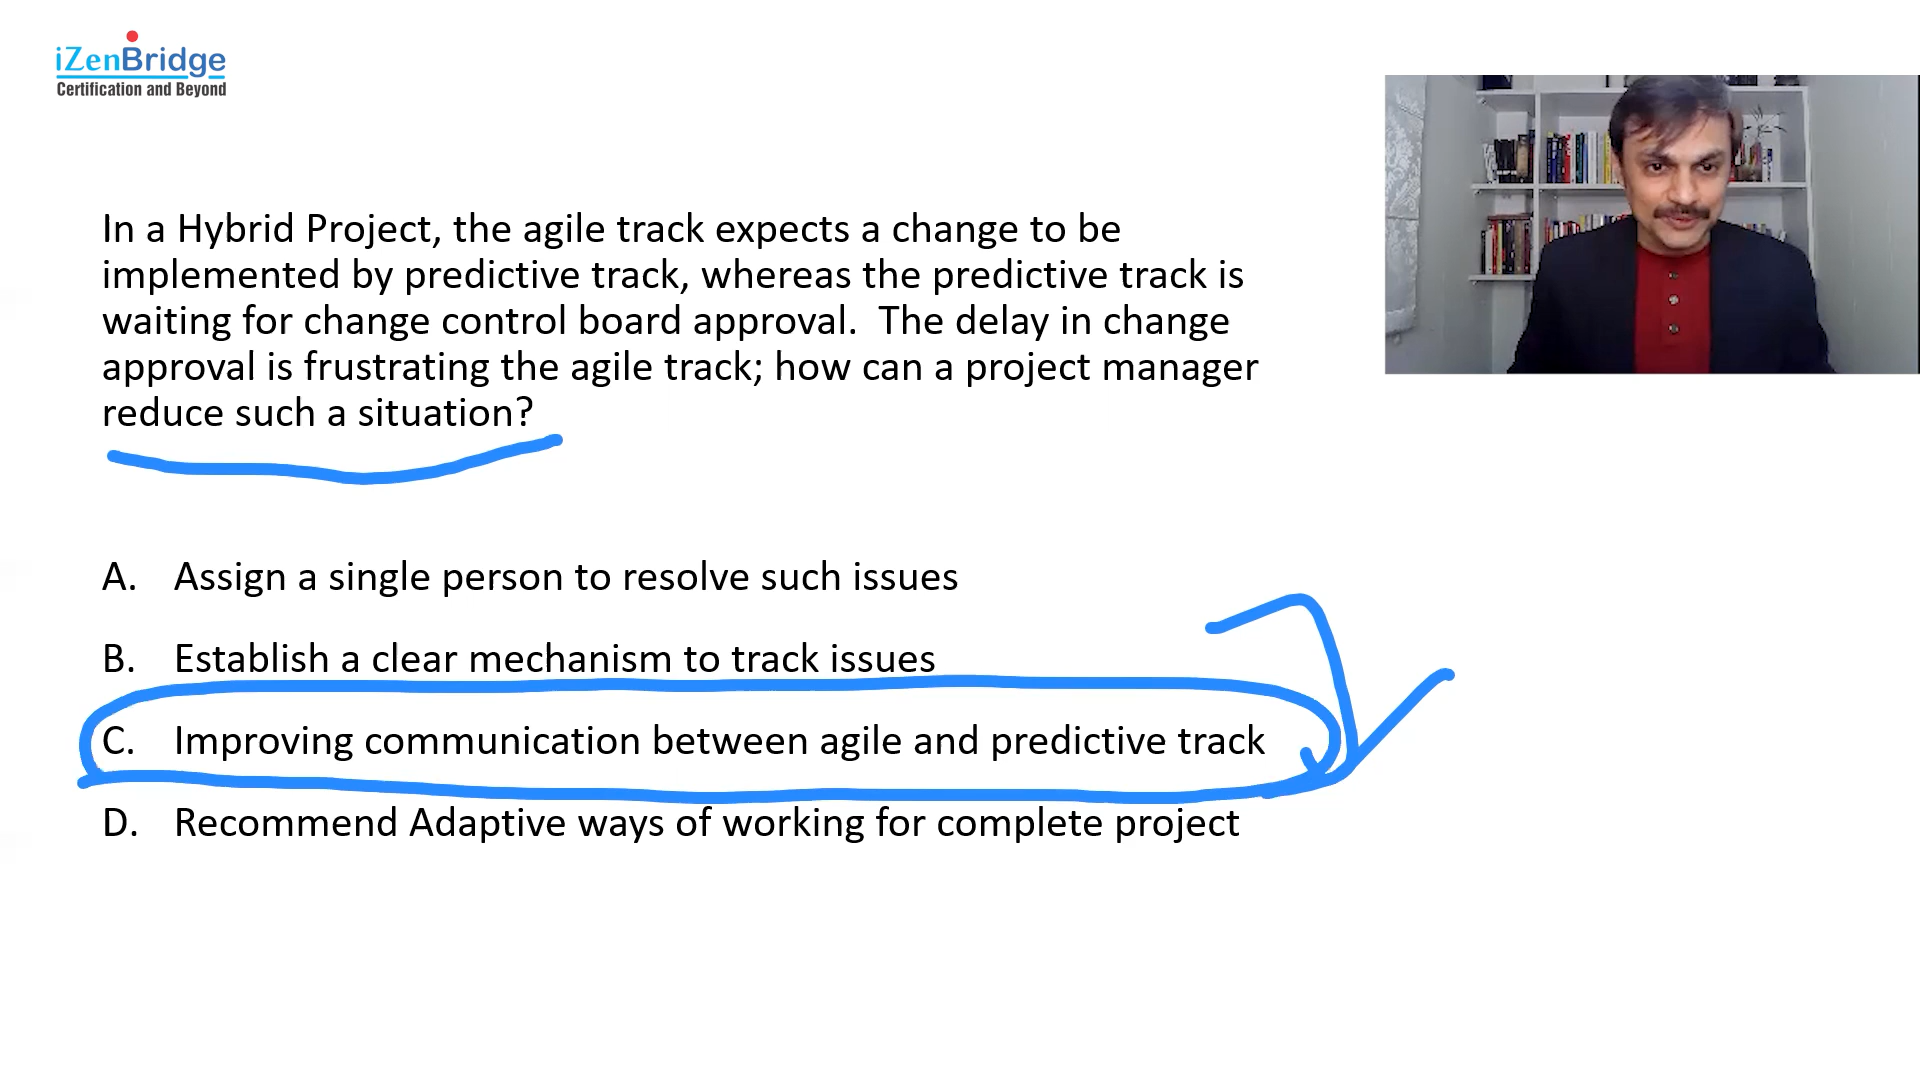 iZenBridge
Certification and Beyond
In a Hybrid Project, the agile track expects a change to be
implemented by predictive track, whereas the predictive track is
waiting for change control board approval.  The delay in change
approval is frustrating the agile track; how can a project manager
reduce such a situation?
A. Assign a single person to resolve such issues
B. Establish a clear mechanism to track issues
C. Improving communication between agile and predictive track
D. Recommend Adaptive ways of working for complete project